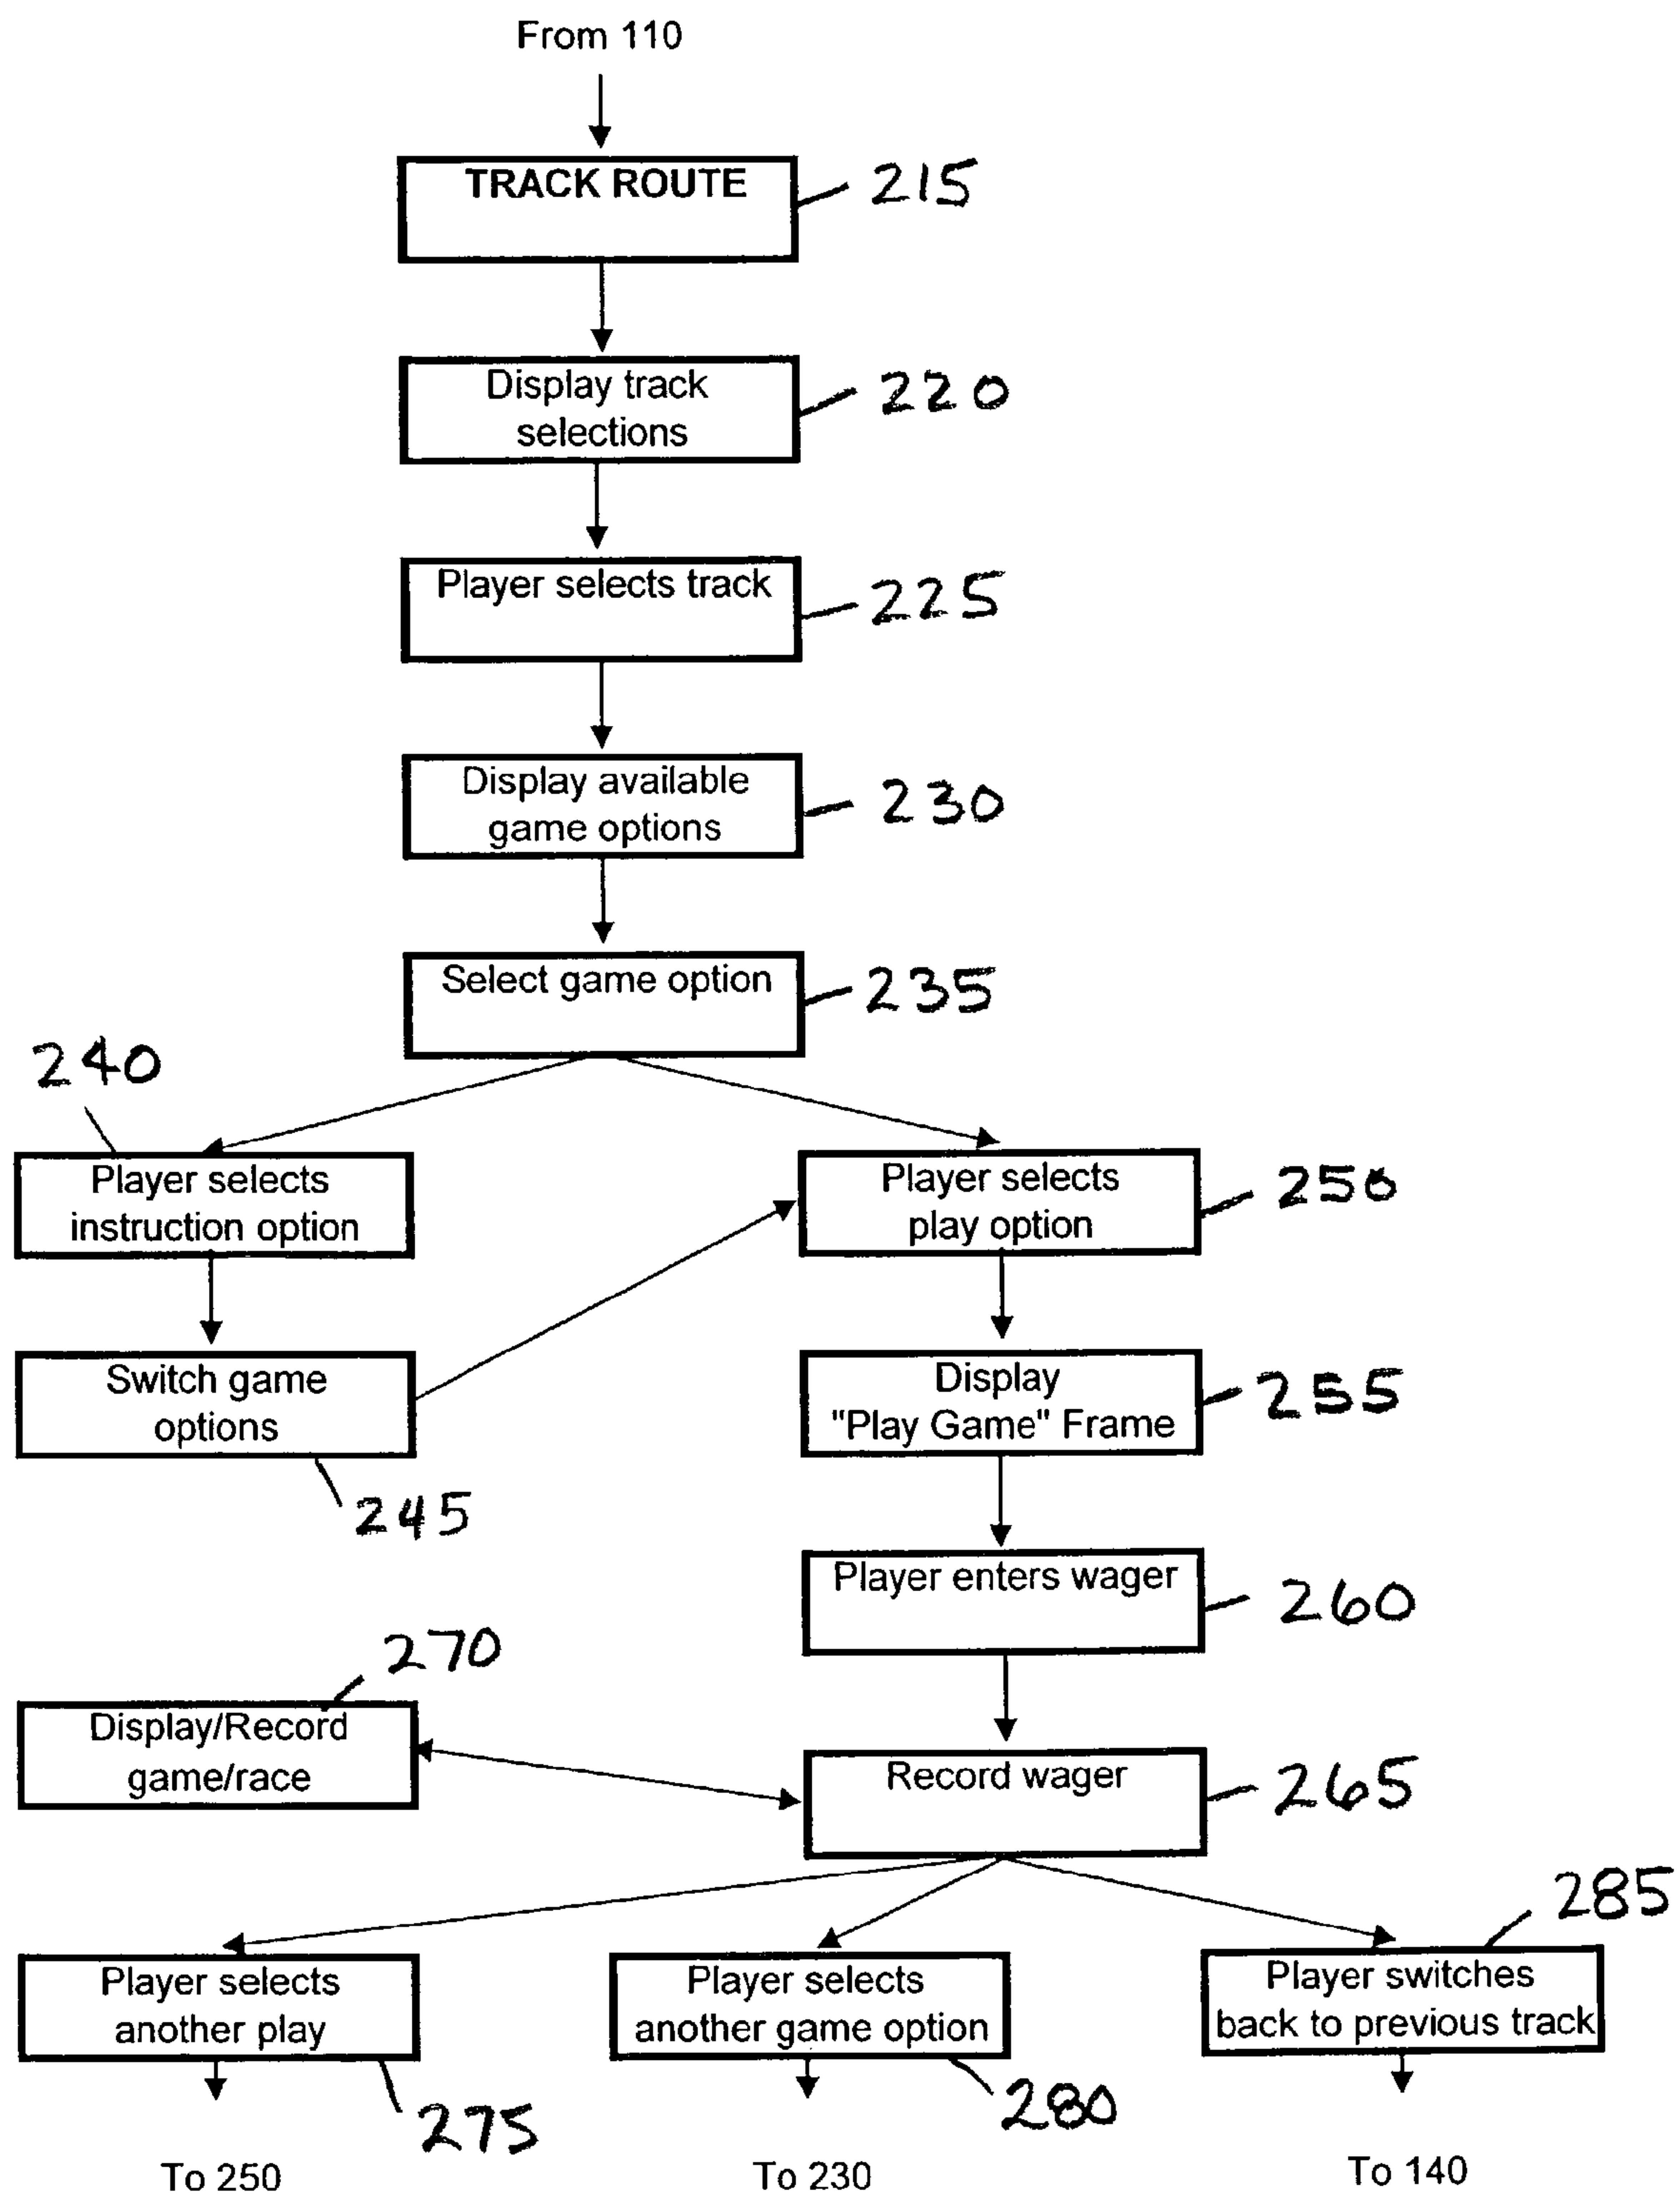 From 110
TRACK ROUTE
215
Display track
selections
220
Player selects track
225
Display available
game options
230
Select game option
235
240
Player selects
instruction option
Player selects
play option
250
Switch game
options
245
Display
"Play Game" Frame
255
Player enters wager
260
270
Display/Record
game/race
Record wager
265
285
Player selects
another play
275
Player selects
another game option
280
Player switches
back to previous track
To 250
To 230
To 140